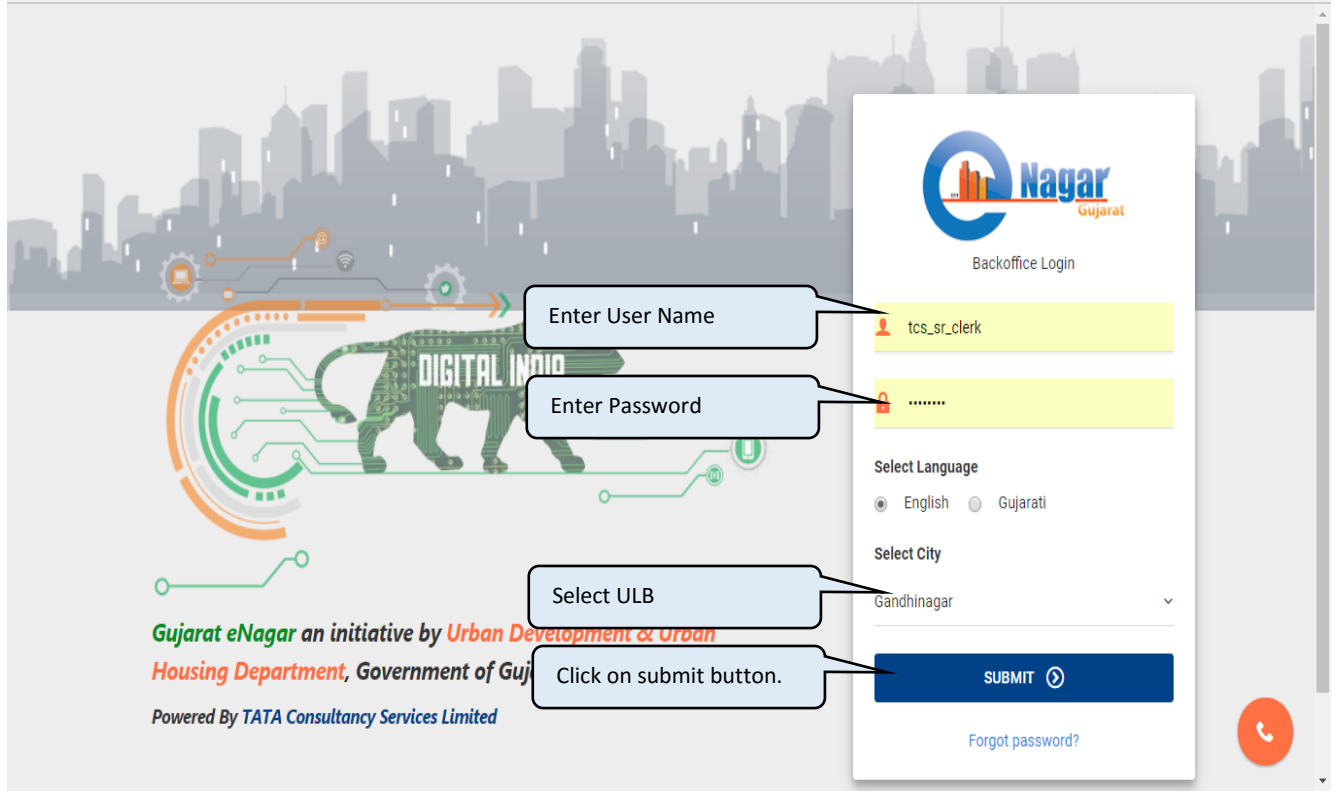 Nagar
Gujarat
Backoffice Login
Enter User Name
tcs_sr_clerk
DIGITAL INDIA
Enter Password
········
Select Language
English Gujarati
Select City
Select ULB
Gandhinagar
Gujarat eNagar an initiative by Urban Development & Urban
Housing Department, Government of Guj
Click on submit button.
SUBMIT
Powered By TATA Consultancy Services Limited
Forgot password?